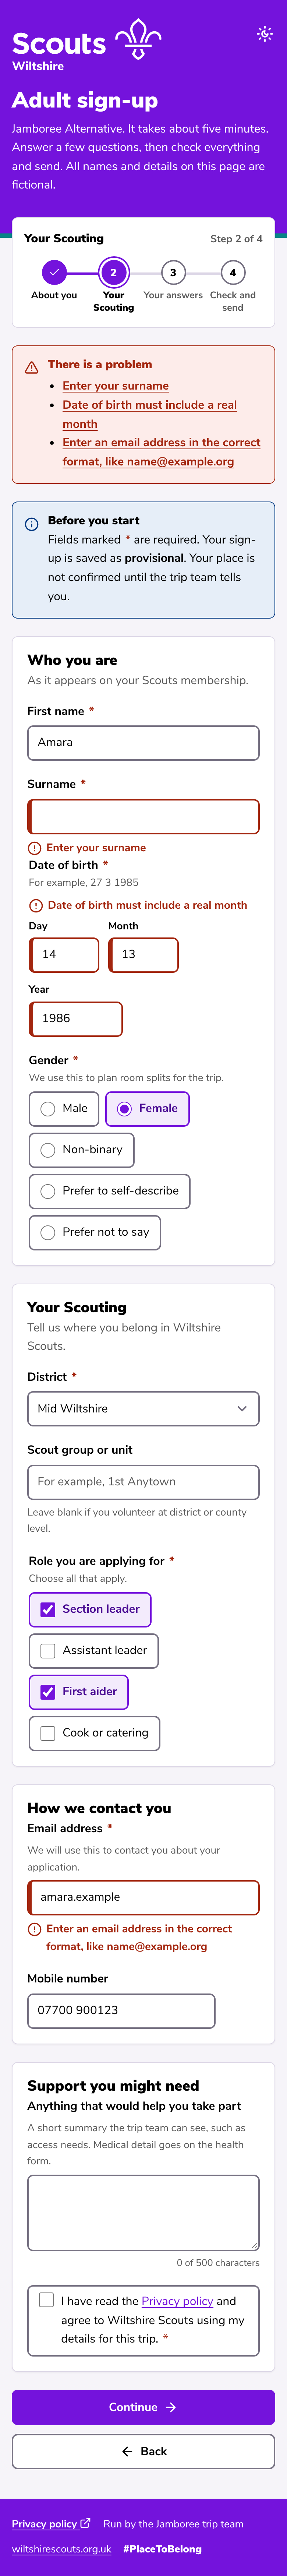 Scouts
Wiltshire
Adult sign-up
Jamboree Alternative. It takes about five minutes.
Answer a few questions, then check everything
and send. All names and details on this page are
fictional.
Your Scouting
Step 2 of 4
2
3
4
About you
Your
Scouting
Your answers
Check and
send
There is a problem
• Enter your surname
• Date of birth must include a real
month
• Enter an email address in the correct
format, like name@example.org
Before you start
Fields marked * are required. Your sign-
up is saved as provisional. Your place is
not confirmed until the trip team tells
you.
Who you are
As it appears on your Scouts membership.
First name *
Amara
Surname *
Enter your surname
Date of birth *
For example, 27 3 1985
Date of birth must include a real month
Day
Month
14
13
Year
1986
Gender *
We use this to plan room splits for the trip.
Male
Female
Non-binary
Prefer to self-describe
Prefer not to say
Your Scouting
Tell us where you belong in Wiltshire
Scouts.
District *
Mid Wiltshire
Scout group or unit
For example, 1st Anytown
Leave blank if you volunteer at district or county
level.
Role you are applying for *
Choose all that apply.
Section leader
Assistant leader
First aider
Cook or catering
How we contact you
Email address *
We will use this to contact you about your
application.
amara.example
Enter an email address in the correct
format, like name@example.org
Mobile number
07700 900123
Support you might need
Anything that would help you take part
A short summary the trip team can see, such as
access needs. Medical detail goes on the health
form.
0 of 500 characters
I have read the Privacy policy and
agree to Wiltshire Scouts using my
details for this trip. *
Continue →
← Back
Privacy policy
Run by the Jamboree trip team
wiltshirescouts.org.uk
#PlaceToBelong